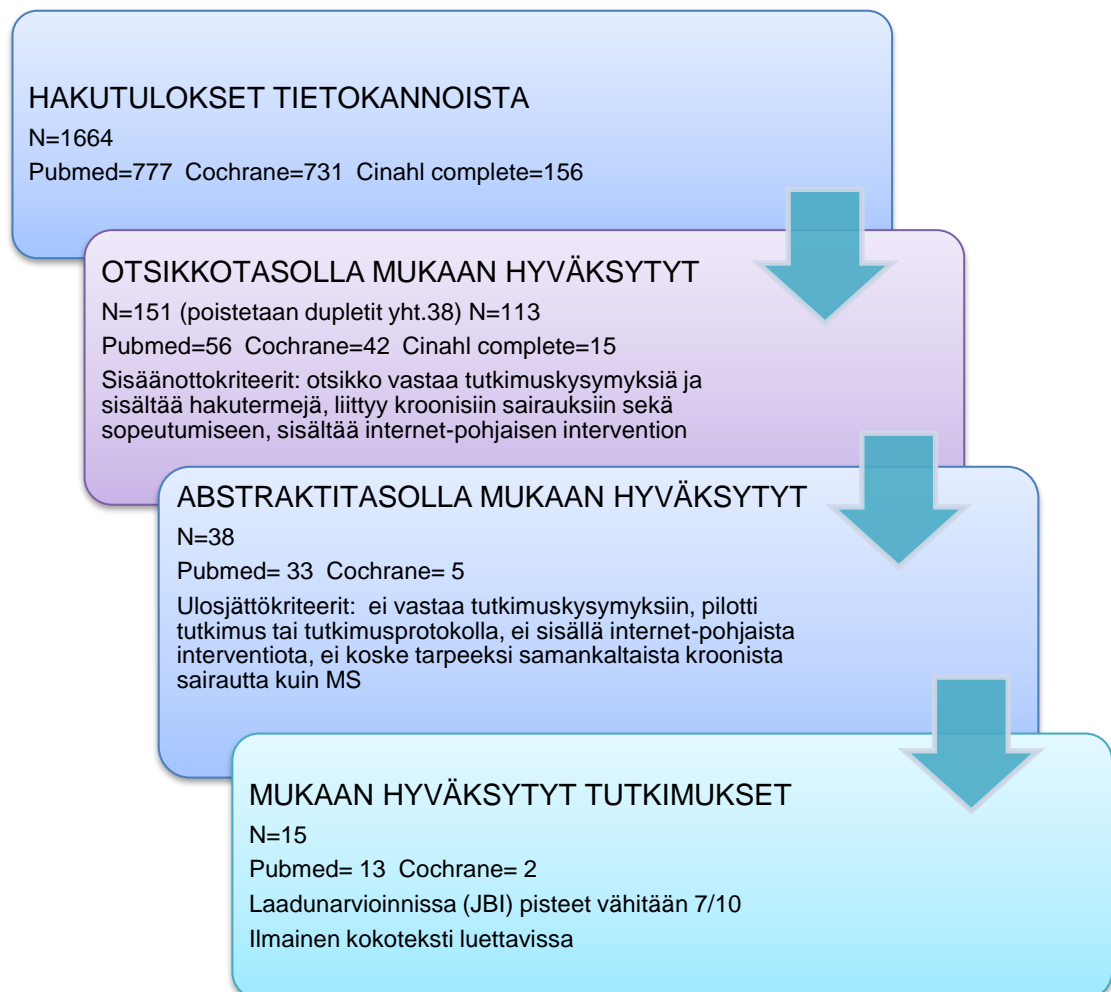 HAKUTULOKSET TIETOKANNOISTA
N=1664
Pubmed=777 Cochrane=731 Cinahl complete=156
OTSIKKOTASOLLA MUKAAN HYVÄKSYTYT
N=151 (poistetaan dupletit yht.38) N=113
Pubmed=56 Cochrane=42 Cinahl complete=15
Sisäänottokriteerit: otsikko vastaa tutkimuskysymyksiä ja
sisältää hakutermejä, liittyy kroonisiin sairauksiin sekä
sopeutumiseen, sisältää internet-pohjaisen intervention
ABSTRAKTITASOLLA MUKAAN HYVÄKSYTYT
N=38
Pubmed= 33 Cochrane= 5
Ulosjättökriteerit: ei vastaa tutkimuskysymyksiin, pilotti
tutkimus tai tutkimusprotokolla, ei sisällä internet-pohjaista
interventiota, ei koske tarpeeksi samankaltaista kroonista
sairautta kuin MS
MUKAAN HYVÄKSYTYT TUTKIMUKSET
N=15
Pubmed= 13 Cochrane= 2
Laadunarvioinnissa (JBI) pisteet vähitään 7/10
Ilmainen kokoteksti luettavissa